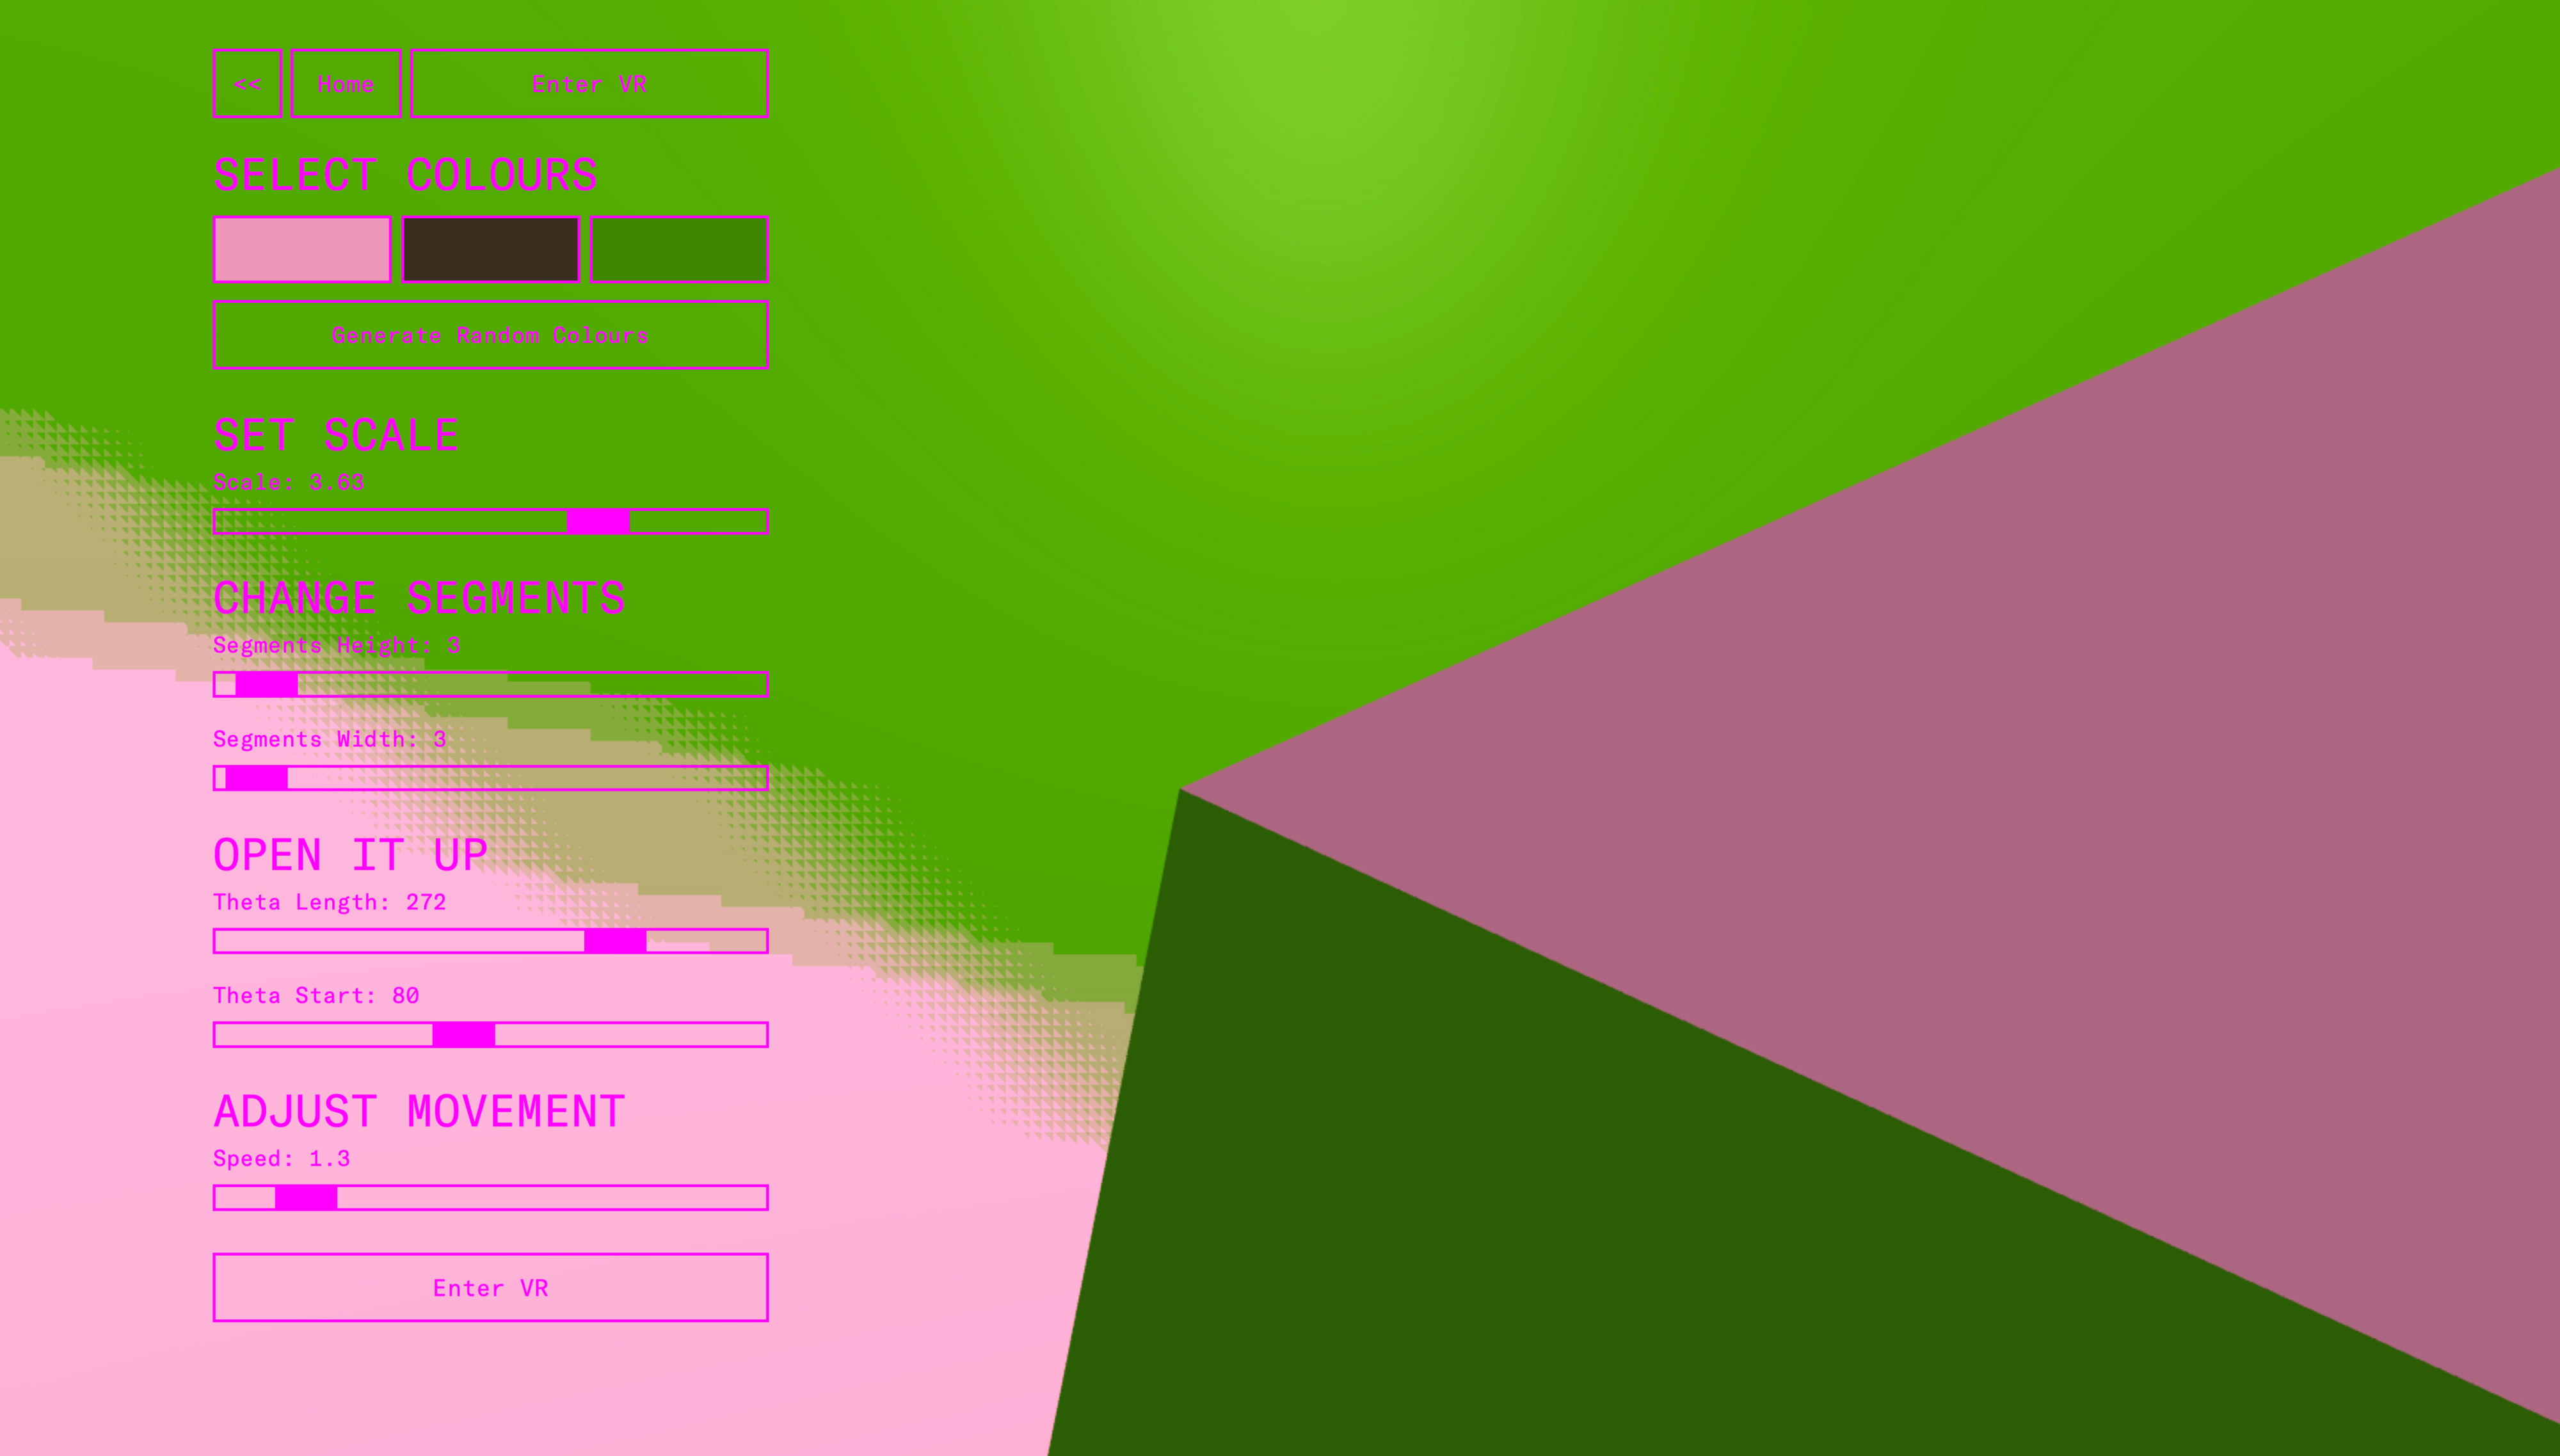 << Home Enter VR
SELECT COLOURS
Generate Random Colours
SET SCALE
Scale: 3.63
CHANGE SEGMENTS
Segments Height: 3
Segments Width: 3
OPEN IT UP
Theta Length: 272
Theta Start: 80
ADJUST MOVEMENT
Speed: 1.3
Enter VR